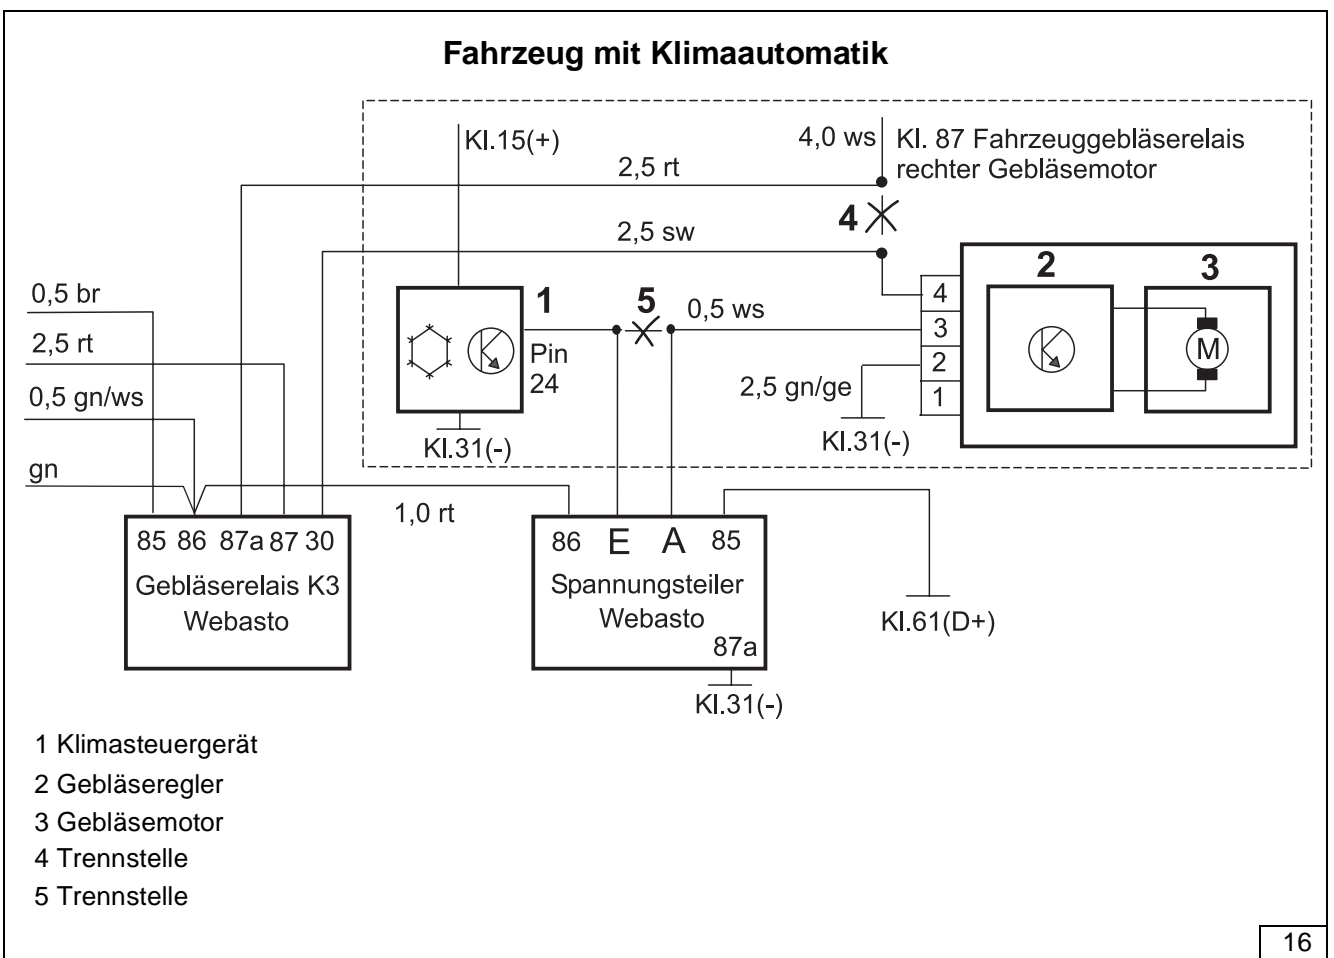 Fahrzeug mit Klimaautomatik
Kl.15(+)
4,0 ws
Kl. 87 Fahrzeuggebläserelais
rechter Gebläsemotor
2,5 rt
4
2,5 sw
2
3
0,5 br
1
5
0,5 ws
4
3
2
1
M
2,5 rt
Pin
24
2,5 gn/ge
0,5 gn/ws
Kl.31(-)
Kl.31(-)
gn
1,0 rt
85 86 87a 87 30
Gebläserelais K3
Webasto
86 E A 85
Spannungsteiler
Webasto
87a
Kl.61(D+)
Kl.31(-)
1 Klimasteuergerät
2 Gebläseregler
3 Gebläsemotor
4 Trennstelle
5 Trennstelle
16